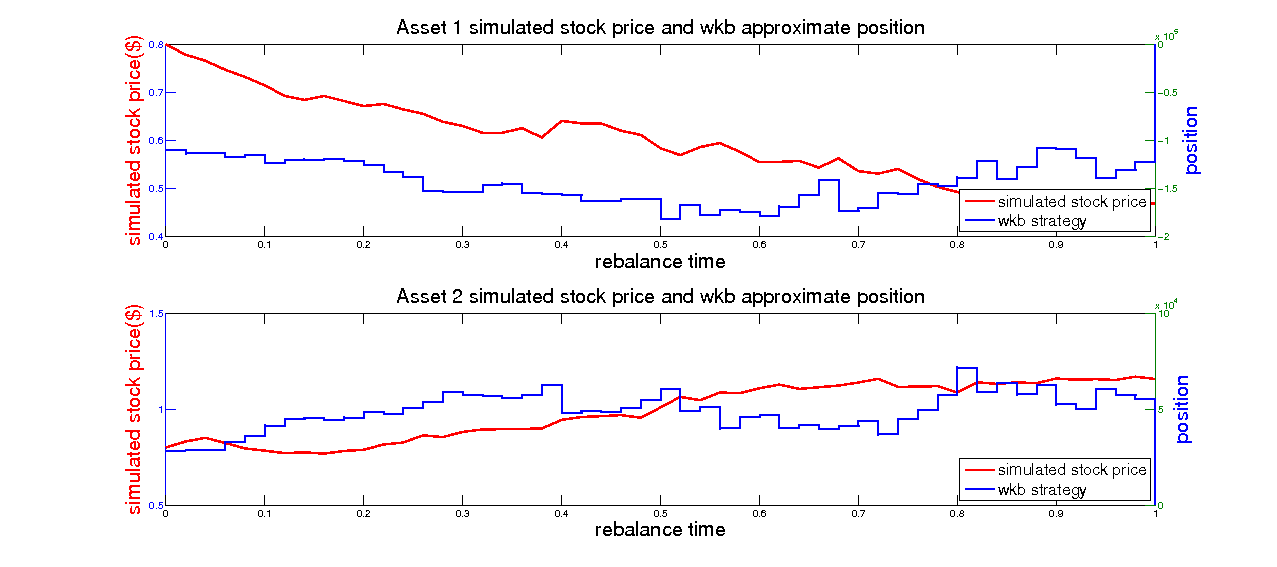 Asset 1 simulated stock price and wkb approximate position
x 10^5
simulated stock price($)
0.8
0.7
0.6
0.5
0.4
0
-0.5
-1
-1.5
-2
position
simulated stock price
wkb strategy
0 0.1 0.2 0.3 0.4 0.5 0.6 0.7 0.8 0.9 1
rebalance time
Asset 2 simulated stock price and wkb approximate position
x 10^4
simulated stock price($)
1.5
1
0.5
10
5
0
position
simulated stock price
wkb strategy
0 0.1 0.2 0.3 0.4 0.5 0.6 0.7 0.8 0.9 1
rebalance time